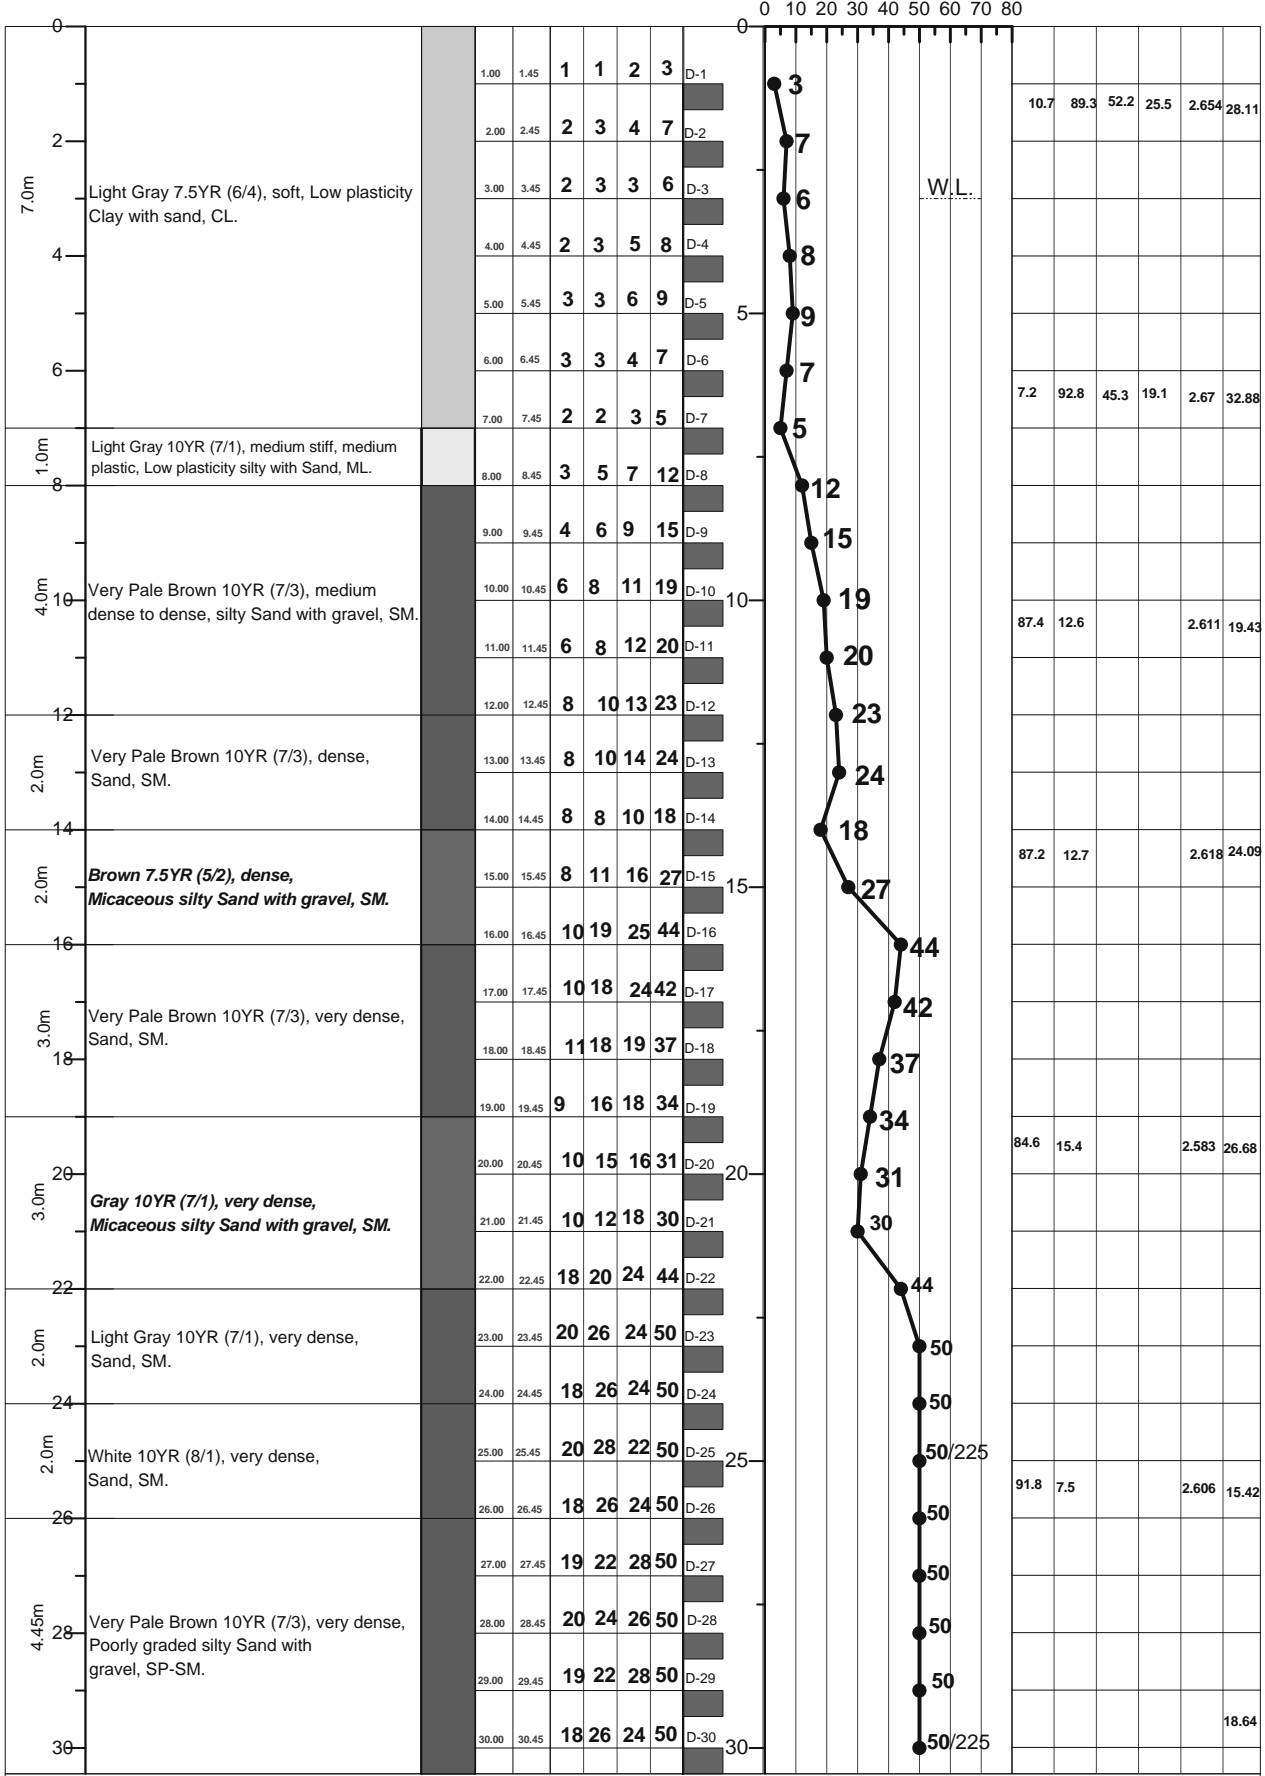 0 10 20 30 40 50 60 70 80
0 0
1.00 1.45 1 1 2 3 D-1 3
10.7 89.3 52.2 25.5 2.654 28.11
2.00 2.45 2 3 4 7 D-2 7
2
7.0m
Light Gray 7.5YR (6/4), soft, Low plasticity
Clay with sand, CL.
3.00 3.45 2 3 3 6 D-3 6
W.L.
4.00 4.45 2 3 5 8 D-4 8
4
5.00 5.45 3 3 6 9 D-5 5 9
6.00 6.45 3 3 4 7 D-6 7
6
7.2 92.8 45.3 19.1 2.67 32.88
7.00 7.45 2 2 3 5 D-7 5
1.0m
Light Gray 10YR (7/1), medium stiff, medium
plastic, Low plasticity silty with Sand, ML.
8.00 8.45 3 5 7 12 D-8 12
8
9.00 9.45 4 6 9 15 D-9 15
4.0m
Very Pale Brown 10YR (7/3), medium
dense to dense, silty Sand with gravel, SM.
10.00 10.45 6 8 11 19 D-10 10 19
10
87.4 12.6 2.611 19.43
11.00 11.45 6 8 12 20 D-11 20
12.00 12.45 8 10 13 23 D-12 23
12
2.0m
Very Pale Brown 10YR (7/3), dense,
Sand, SM.
13.00 13.45 8 10 14 24 D-13 24
14.00 14.45 8 8 10 18 D-14 18
14
87.2 12.7 2.618 24.09
2.0m
Brown 7.5YR (5/2), dense,
Micaceous silty Sand with gravel, SM.
15.00 15.45 8 11 16 27 D-15 15 27
16.00 16.45 10 19 25 44 D-16 44
16
17.00 17.45 10 18 24 42 D-17 42
3.0m
Very Pale Brown 10YR (7/3), very dense,
Sand, SM.
18.00 18.45 11 18 19 37 D-18 37
18
19.00 19.45 9 16 18 34 D-19 34
84.6 15.4 2.583 26.68
20.00 20.45 10 15 16 31 D-20 20 31
20
3.0m
Gray 10YR (7/1), very dense,
Micaceous silty Sand with gravel, SM.
21.00 21.45 10 12 18 30 D-21 30
22.00 22.45 18 20 24 44 D-22 44
22
2.0m
Light Gray 10YR (7/1), very dense,
Sand, SM.
23.00 23.45 20 26 24 50 D-23 50
24.00 24.45 18 26 24 50 D-24 50
24
2.0m
White 10YR (8/1), very dense,
Sand, SM.
25.00 25.45 20 28 22 50 D-25 25 50/225
91.8 7.5 2.606 15.42
26.00 26.45 18 26 24 50 D-26 50
26
27.00 27.45 19 22 28 50 D-27 50
4.45m
Very Pale Brown 10YR (7/3), very dense,
Poorly graded silty Sand with
gravel, SP-SM.
28.00 28.45 20 24 26 50 D-28 50
28
29.00 29.45 19 22 28 50 D-29 50
18.64
30.00 30.45 18 26 24 50 D-30 30 50/225
30